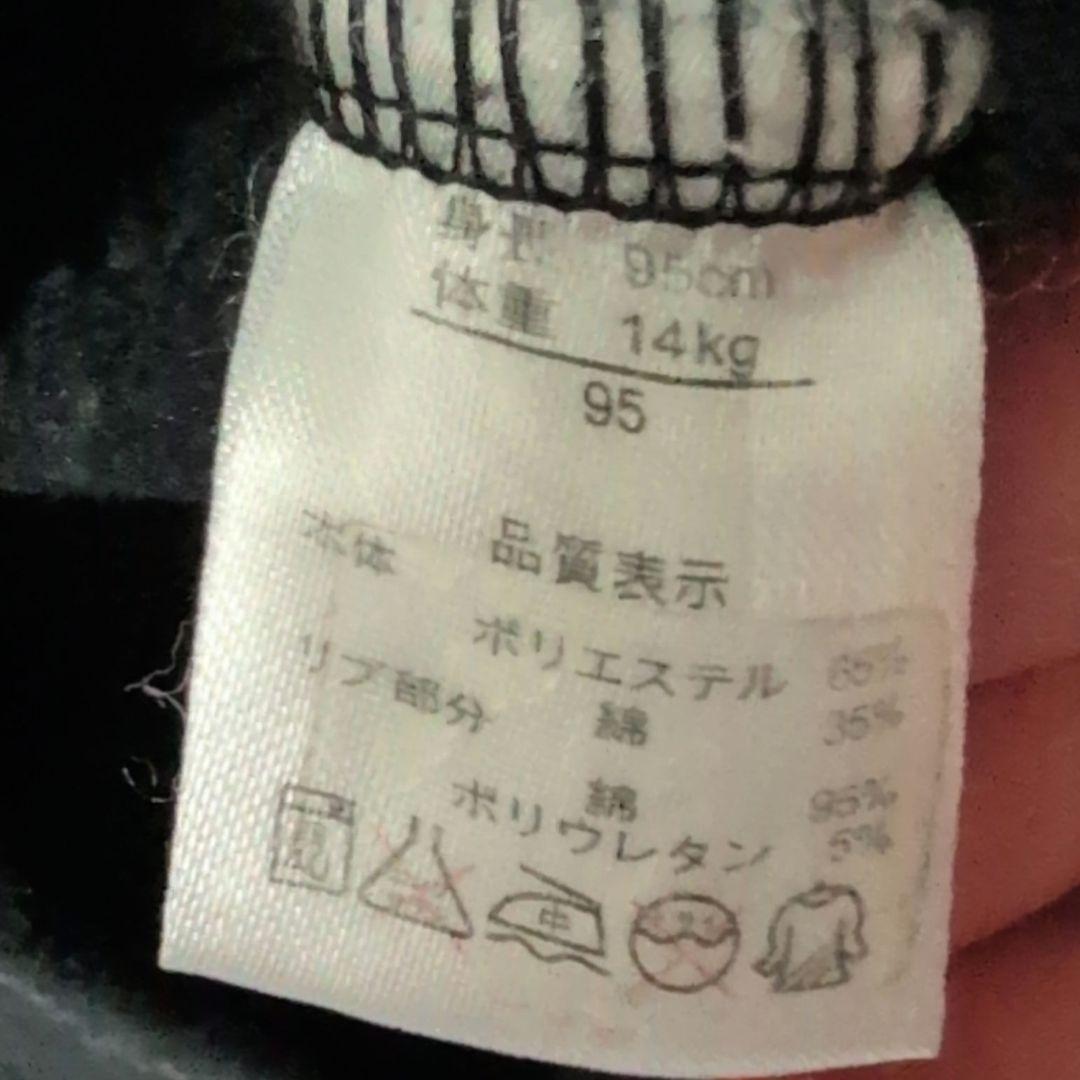 身長 95cm
体重 14kg
95
品質表示
本体
ポリエステル 65%
綿 35%
リブ部分
綿 95%
ポリウレタン 5%
中